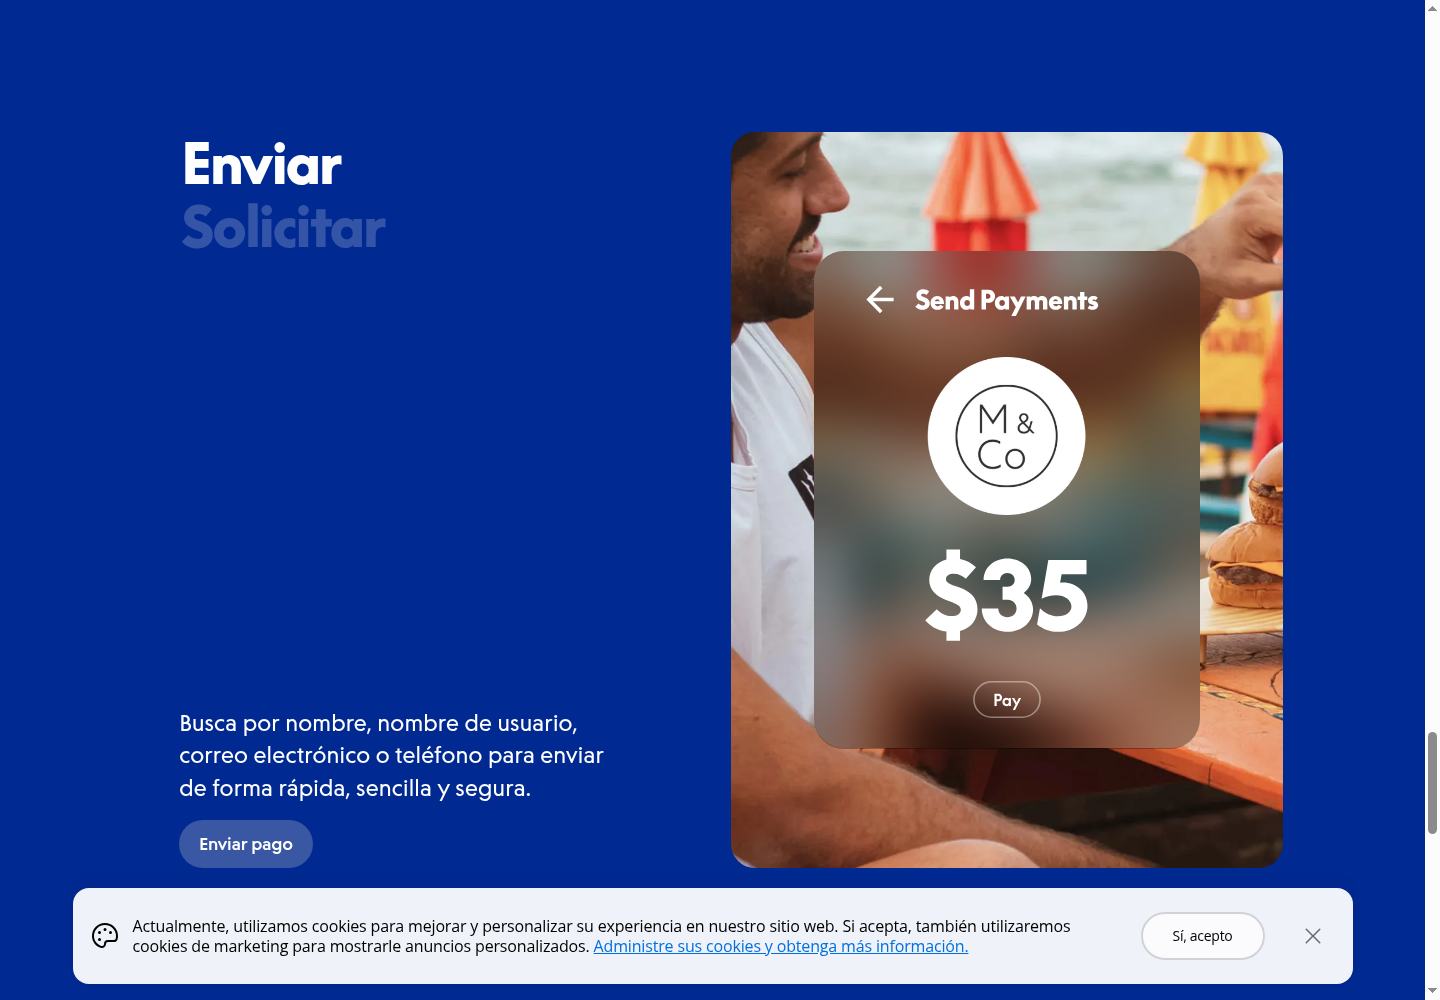 Enviar
Solicitar
Send Payments
M &
Co
$35
Pay
Busca por nombre, nombre de usuario,
correo electrónico o teléfono para enviar
de forma rápida, sencilla y segura.
Enviar pago
Actualmente, utilizamos cookies para mejorar y personalizar su experiencia en nuestro sitio web. Si acepta, también utilizaremos
cookies de marketing para mostrarle anuncios personalizados. Administre sus cookies y obtenga más información.
Sí, acepto